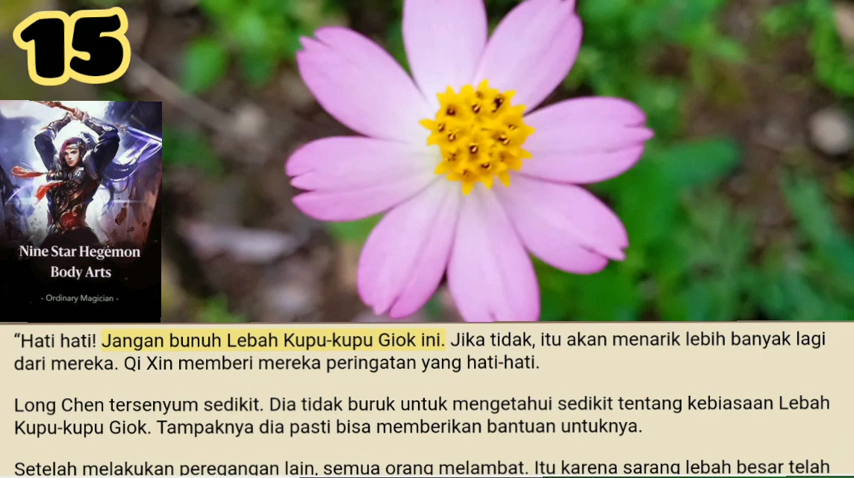 15
Nine Star Hegemon
Body Arts
- Ordinary Magician -
“Hati hati! Jangan bunuh Lebah Kupu-kupu Giok ini. Jika tidak, itu akan menarik lebih banyak lagi
dari mereka. Qi Xin memberi mereka peringatan yang hati-hati.
Long Chen tersenyum sedikit. Dia tidak buruk untuk mengetahui sedikit tentang kebiasaan Lebah
Kupu-kupu Giok. Tampaknya dia pasti bisa memberikan bantuan untuknya.
Setelah melakukan peregangan lain, semua orang melambat. Itu karena sarang lebah besar telah